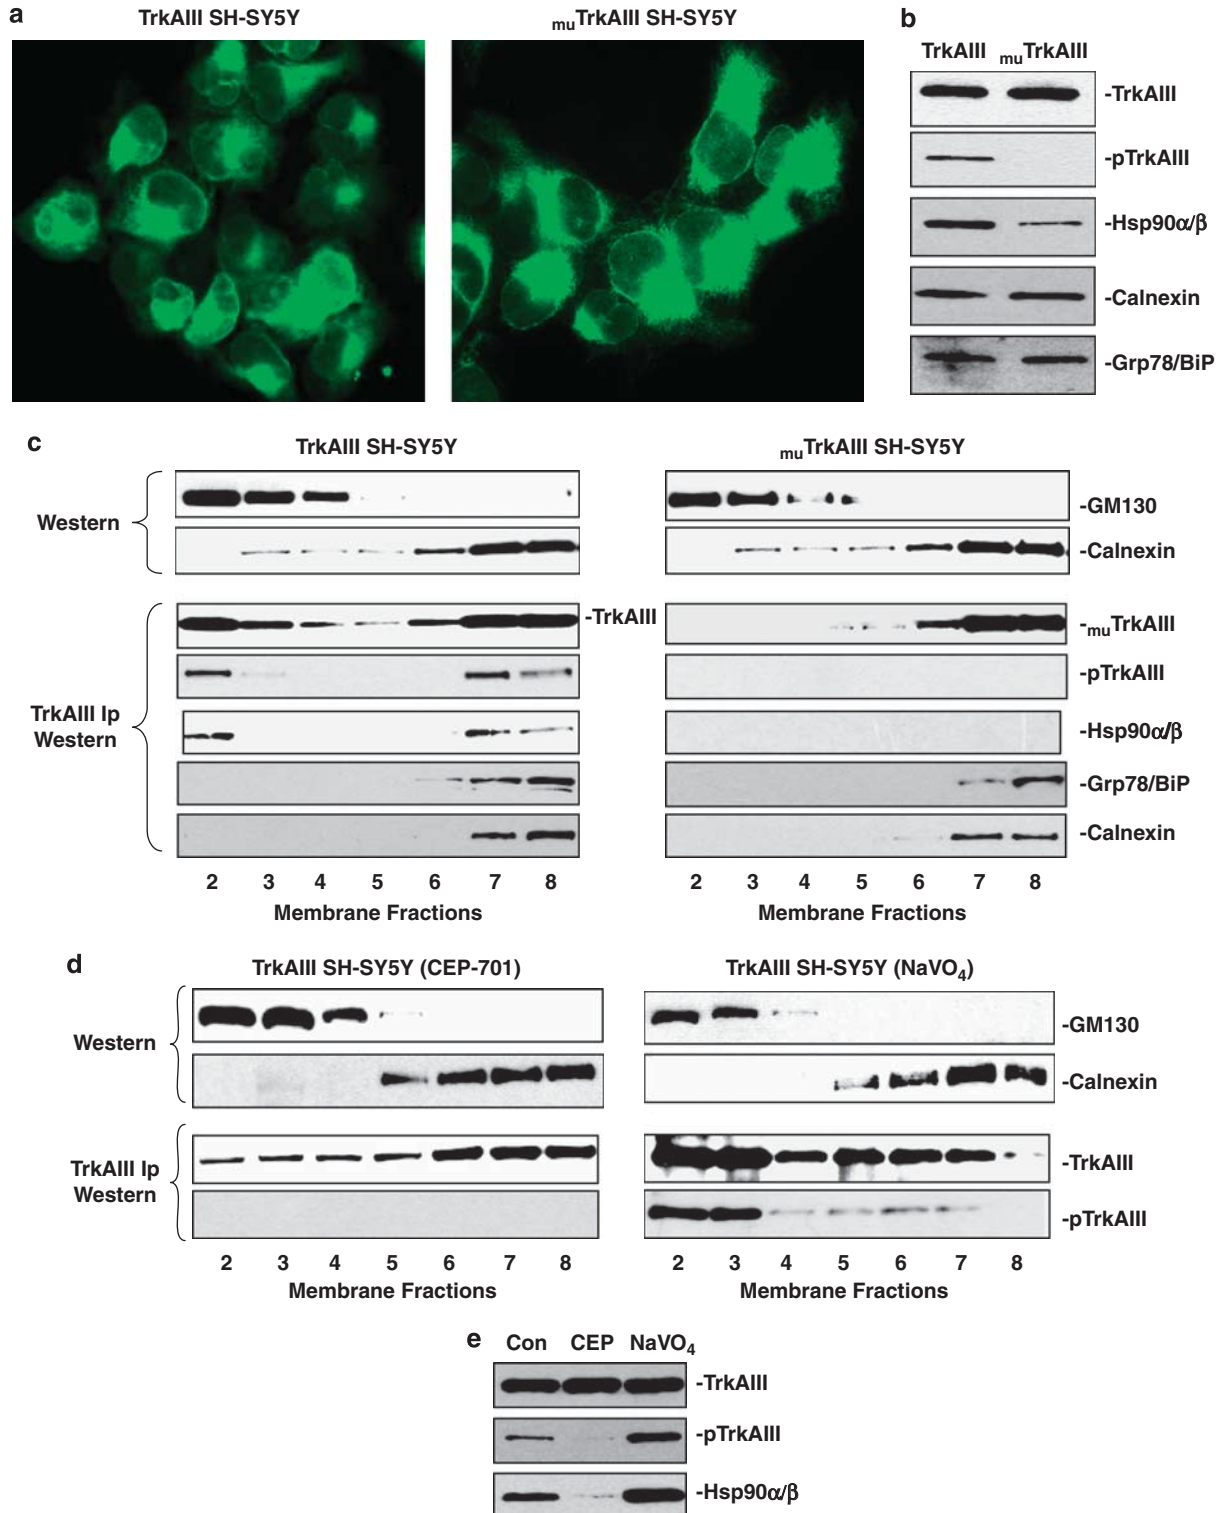 a
TrkAIII SH-SY5Y
muTrkAIII SH-SY5Y
b
TrkAIII muTrkAIII
-TrkAIII
-pTrkAIII
-Hsp90α/β
-Calnexin
-Grp78/BiP
c
TrkAIII SH-SY5Y
muTrkAIII SH-SY5Y
Western
-GM130
-Calnexin
TrkAIII Ip
Western
-TrkAIII
-muTrkAIII
-pTrkAIII
-Hsp90α/β
-Grp78/BiP
-Calnexin
2 3 4 5 6 7 8
Membrane Fractions
2 3 4 5 6 7 8
Membrane Fractions
d
TrkAIII SH-SY5Y (CEP-701)
TrkAIII SH-SY5Y (NaVO4)
Western
-GM130
-Calnexin
TrkAIII Ip
Western
-TrkAIII
-pTrkAIII
2 3 4 5 6 7 8
Membrane Fractions
2 3 4 5 6 7 8
Membrane Fractions
e
Con CEP NaVO4
-TrkAIII
-pTrkAIII
-Hsp90α/β